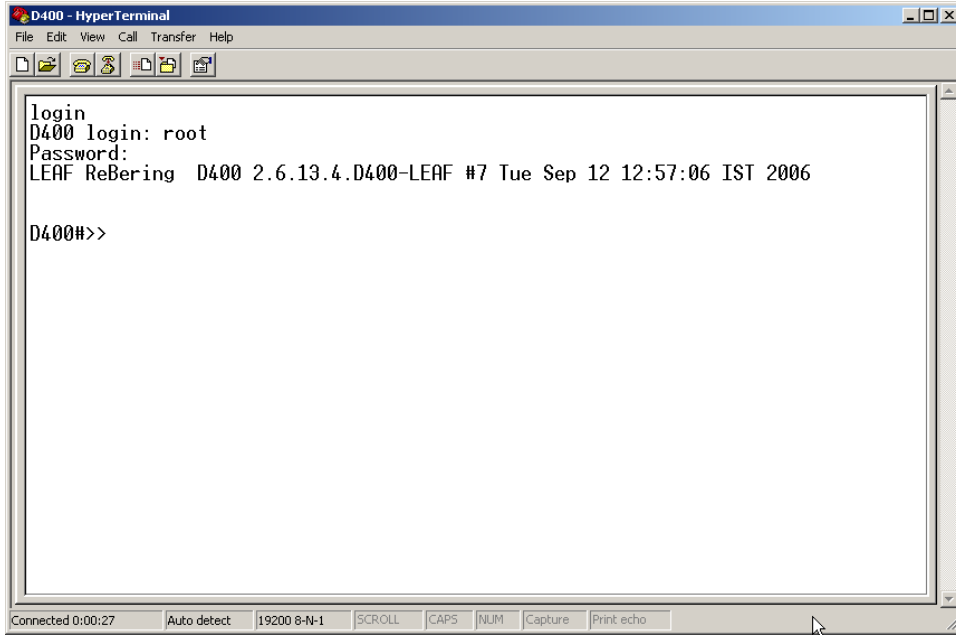 D400 - HyperTerminal
File Edit View Call Transfer Help
login
D400 login: root
Password:
LEAF ReBering  D400 2.6.13.4.D400-LEAF #7 Tue Sep 12 12:57:06 IST 2006
D400#>>
Connected 0:00:27 Auto detect 19200 8-N-1 SCROLL CAPS NUM Capture Print echo